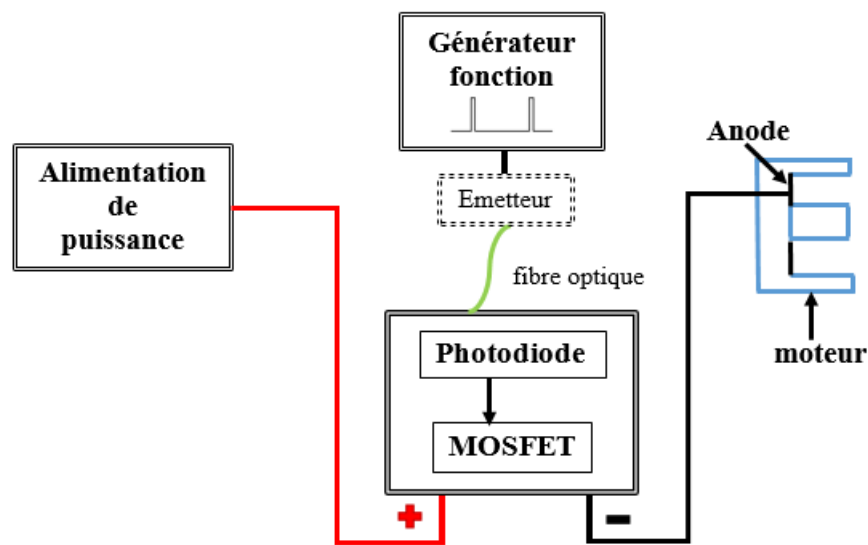 Générateur
fonction
Alimentation
de
puissance
Emetteur
Anode
fibre optique
moteur
Photodiode
MOSFET
+
-